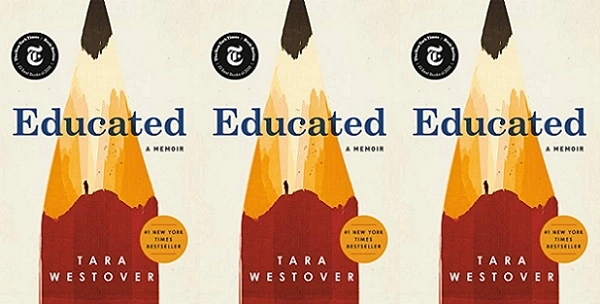 Educated
A MEMOIR
#1 NEW YORK
TIMES
BESTSELLER
TARA
WESTOVER
Educated
A MEMOIR
#1 NEW YORK
TIMES
BESTSELLER
TARA
WESTOVER
Educated
A MEMOIR
#1 NEW YORK
TIMES
BESTSELLER
TARA
WESTOVER